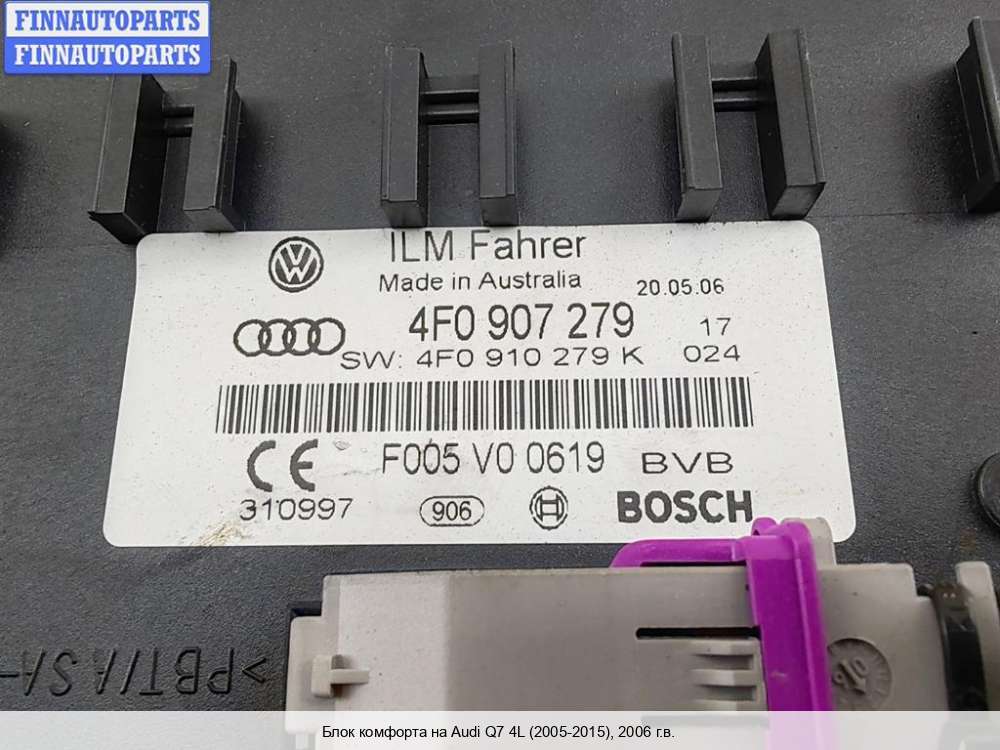 FINNAUTOPARTS
FINNAUTOPARTS
ILM Fahrer
Made in Australia
20.05.06
4F0 907 279 17
SW: 4F0 910 279 K 024
F005 V0 0619 BVB
CE
310997 906 BOSCH
>PBT/ASA-
Блок комфорта на Audi Q7 4L (2005-2015), 2006 г.в.